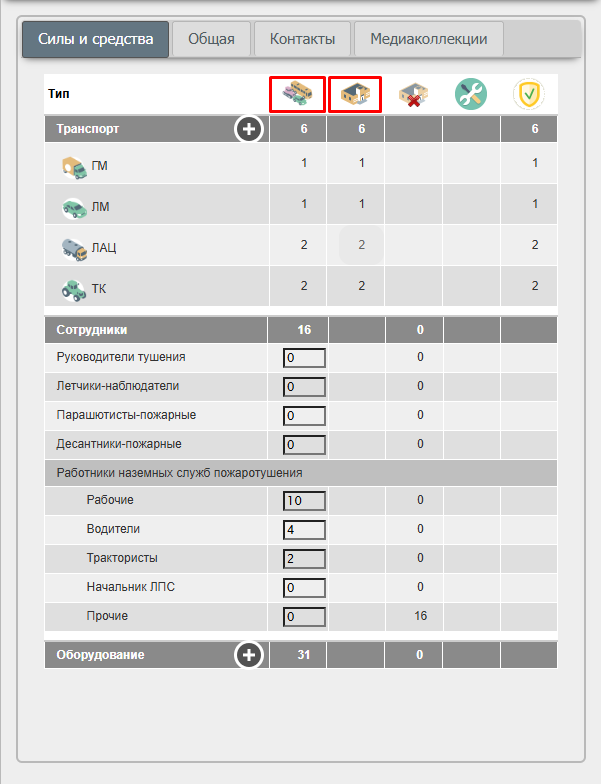 Силы и средства Общая Контакты Медиаколлекции
Тип
Транспорт 6 6 6
ГМ 1 1 1
ЛМ 1 1 1
ЛАЦ 2 2 2
ТК 2 2 2
Сотрудники 16 0
Руководители тушения 0 0
Летчики-наблюдатели 0 0
Парашютисты-пожарные 0 0
Десантники-пожарные 0 0
Работники наземных служб пожаротушения
Рабочие 10 0
Водители 4 0
Трактористы 2 0
Начальник ЛПС 0 0
Прочие 0 16
Оборудование 31 0